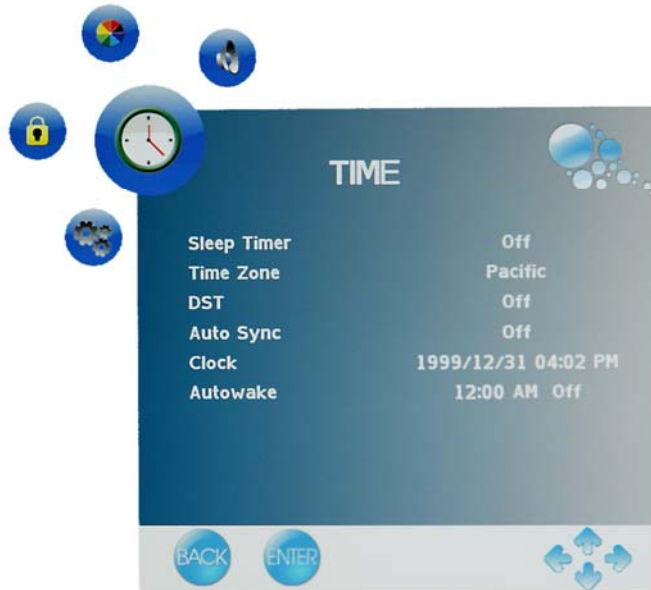 TIME
Sleep Timer Off
Time Zone Pacific
DST Off
Auto Sync Off
Clock 1999/12/31 04:02 PM
Autowake 12:00 AM Off
BACK ENTER